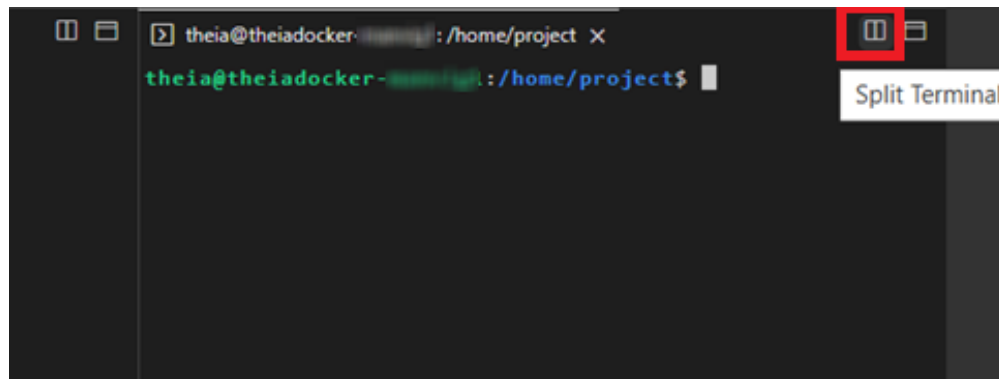 theia@theiadocker- : /home/project ×
theia@theiadocker- :/home/project$
Split Terminal